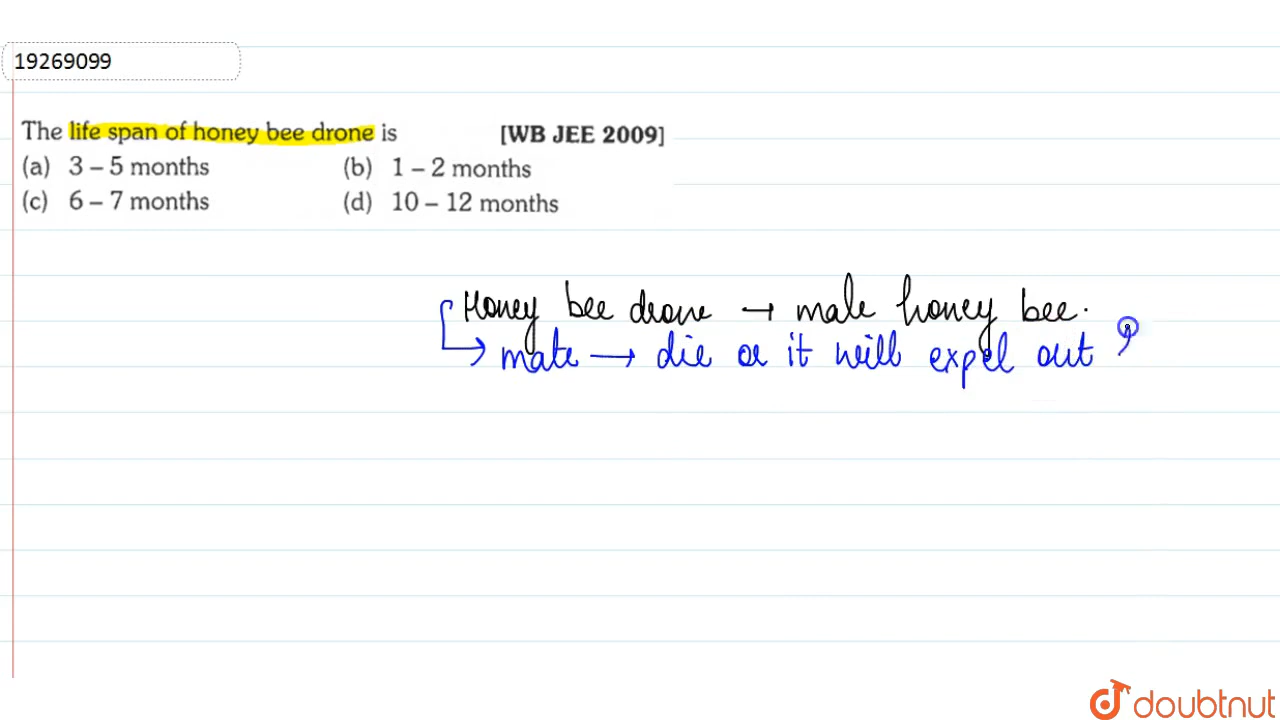 19269099
The life span of honey bee drone is [WB JEE 2009]
(a) 3 – 5 months (b) 1 – 2 months
(c) 6 – 7 months (d) 10 – 12 months
Honey bee drone → male honey bee.
→ mate → die or it will expel out
doubtnut